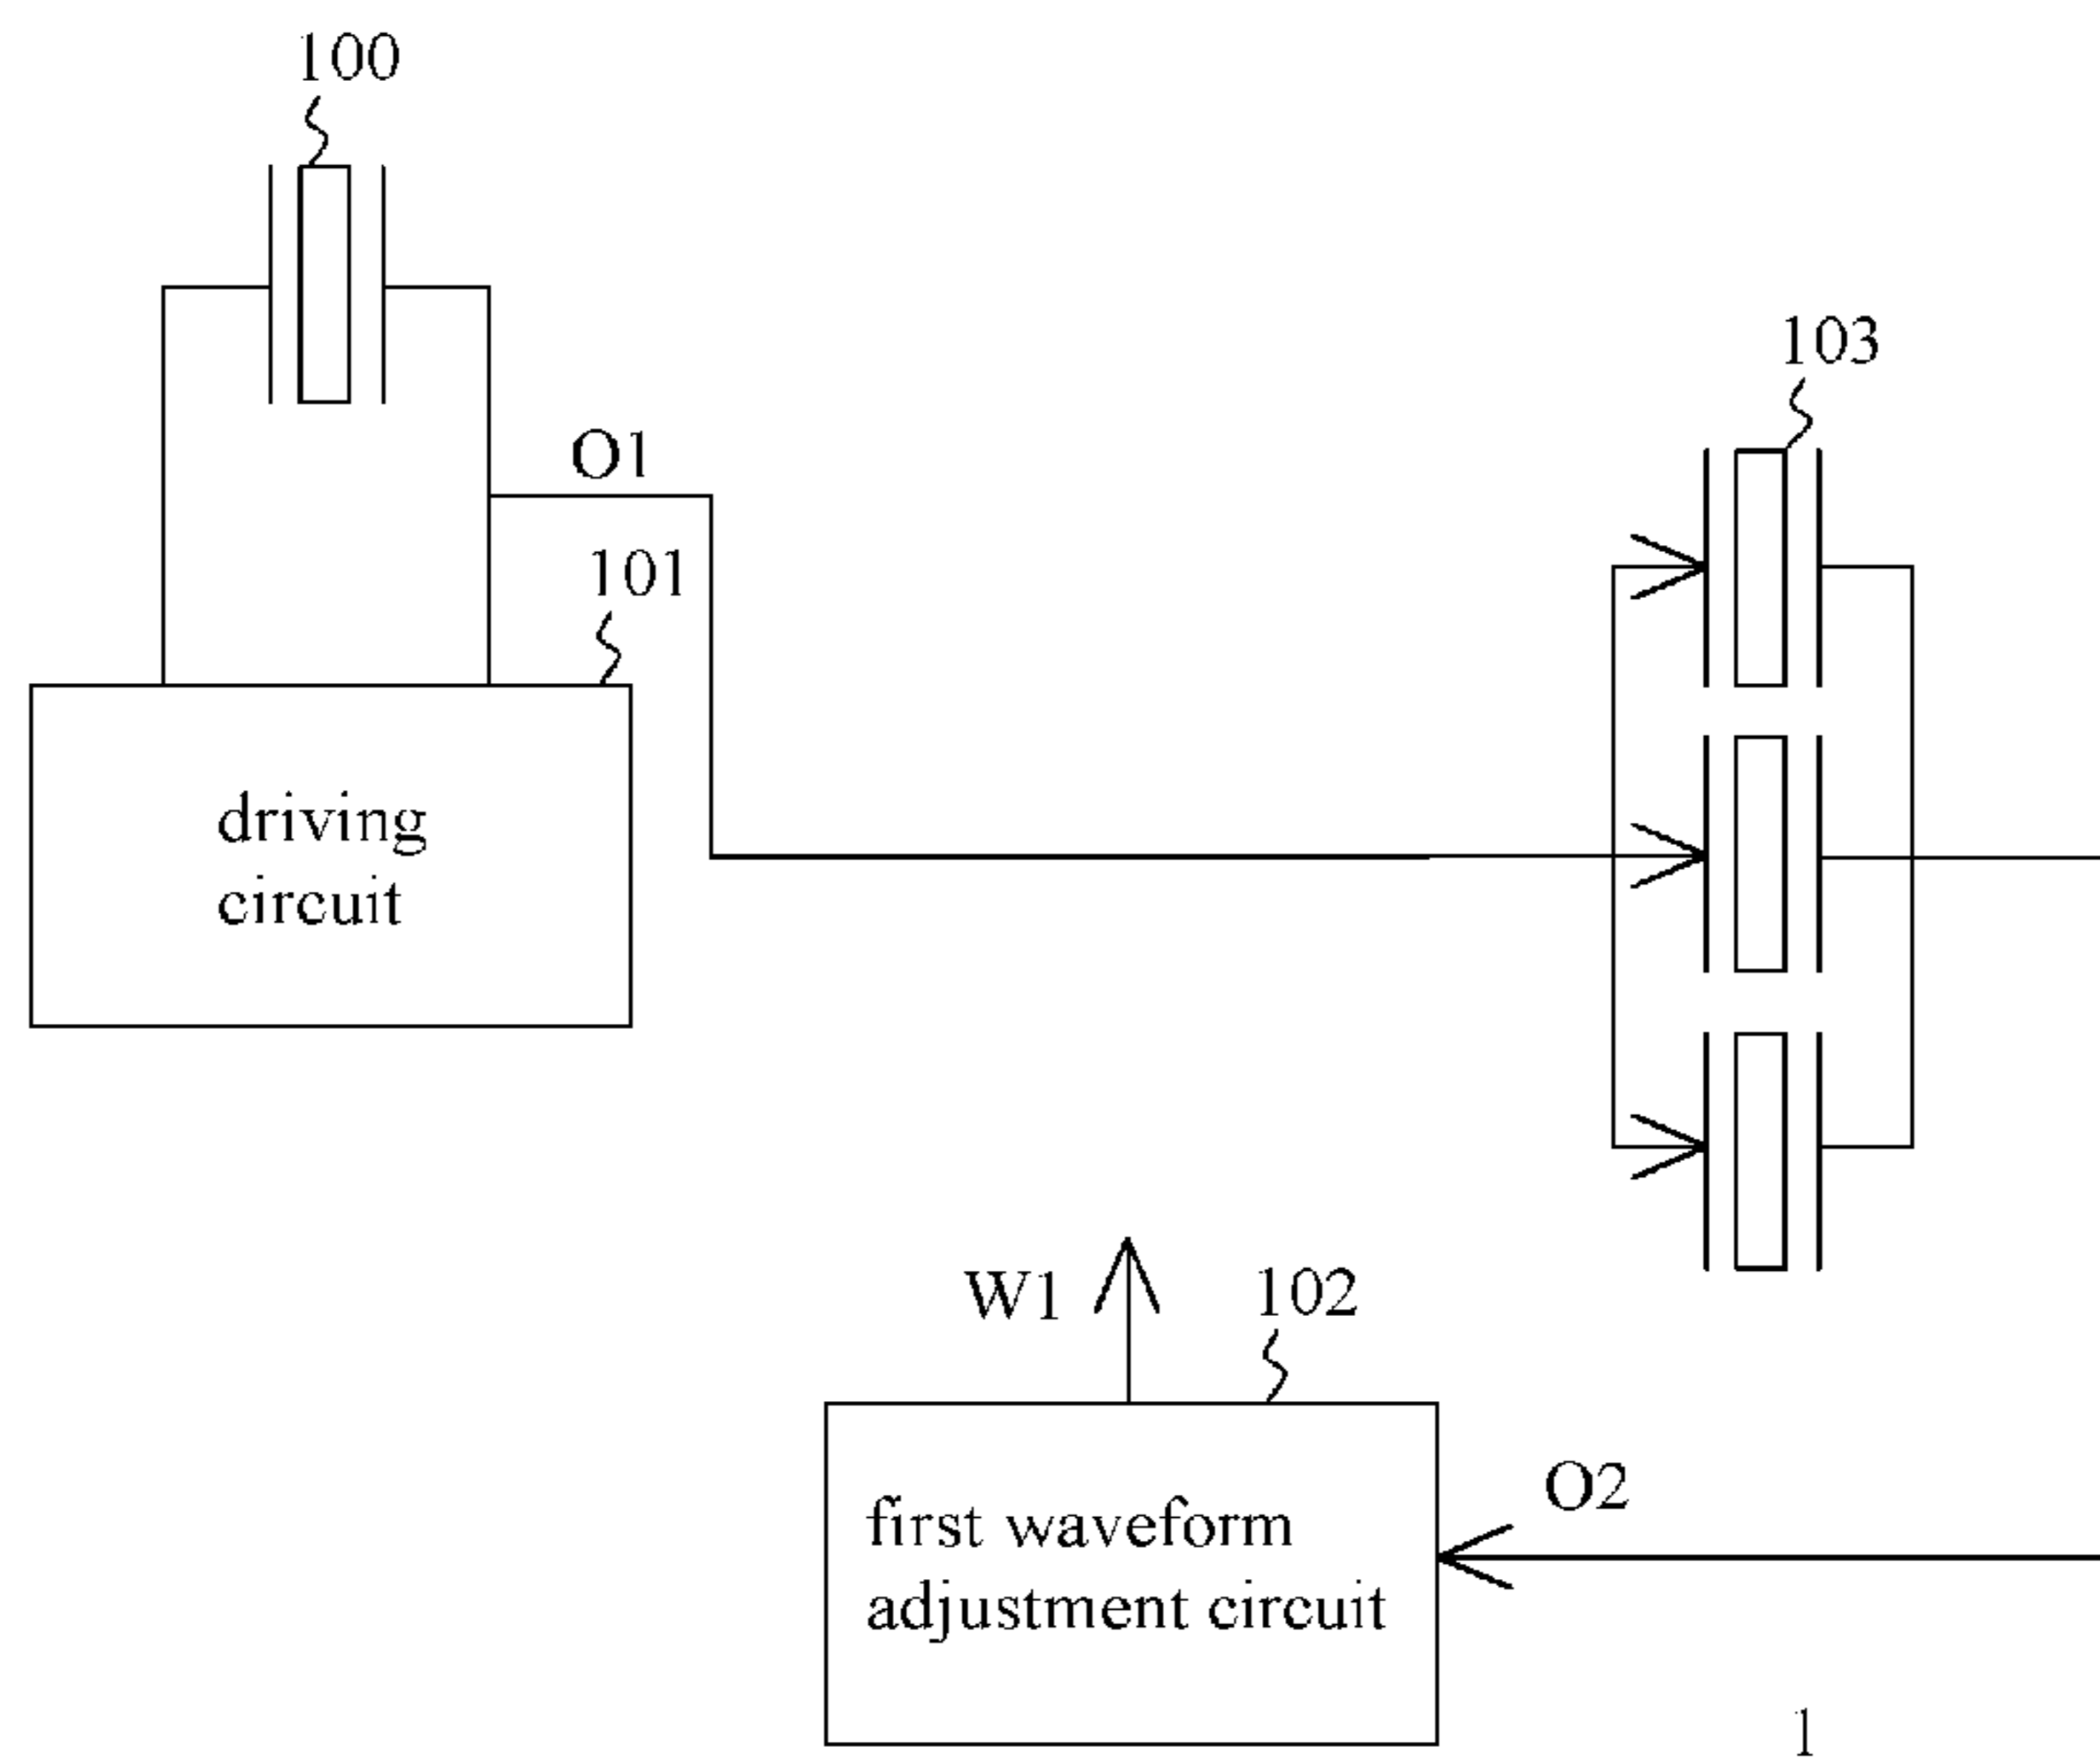 100
103
O1
101
driving
circuit
W1
102
O2
first waveform
adjustment circuit
1